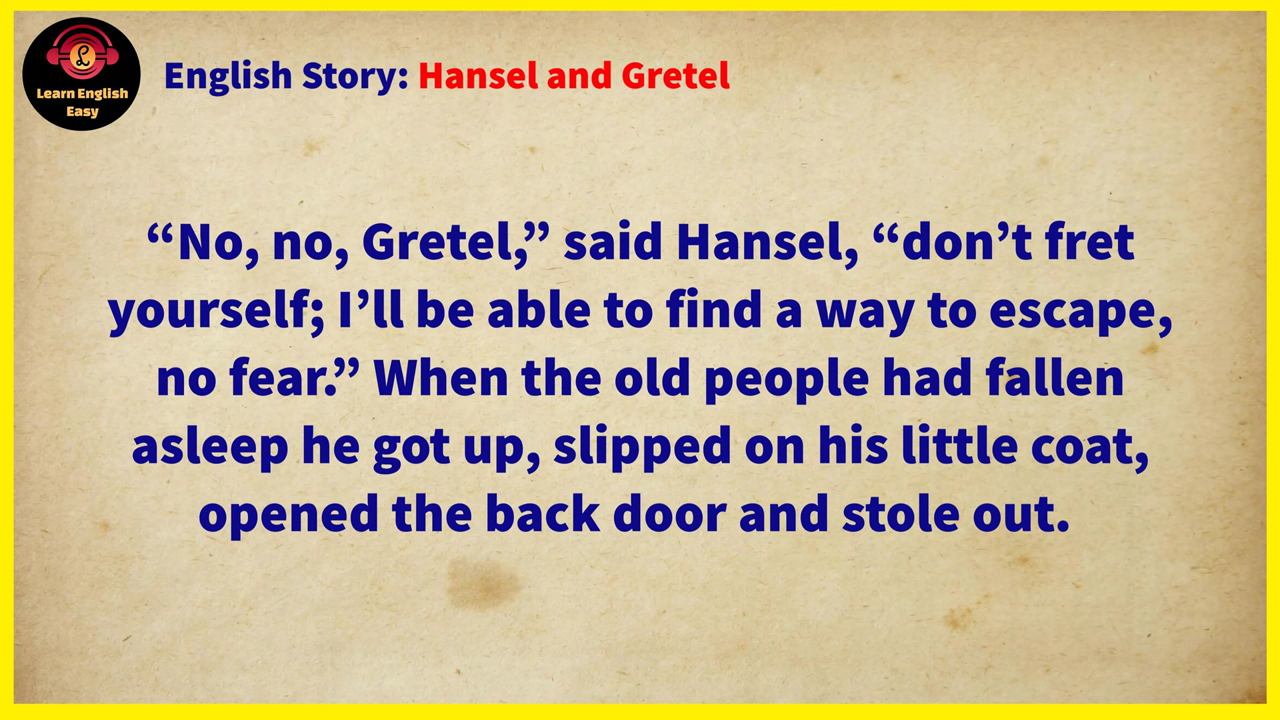 Learn English
Easy
English Story: Hansel and Gretel
“No, no, Gretel,” said Hansel, “don’t fret
yourself; I’ll be able to find a way to escape,
no fear.” When the old people had fallen
asleep he got up, slipped on his little coat,
opened the back door and stole out.